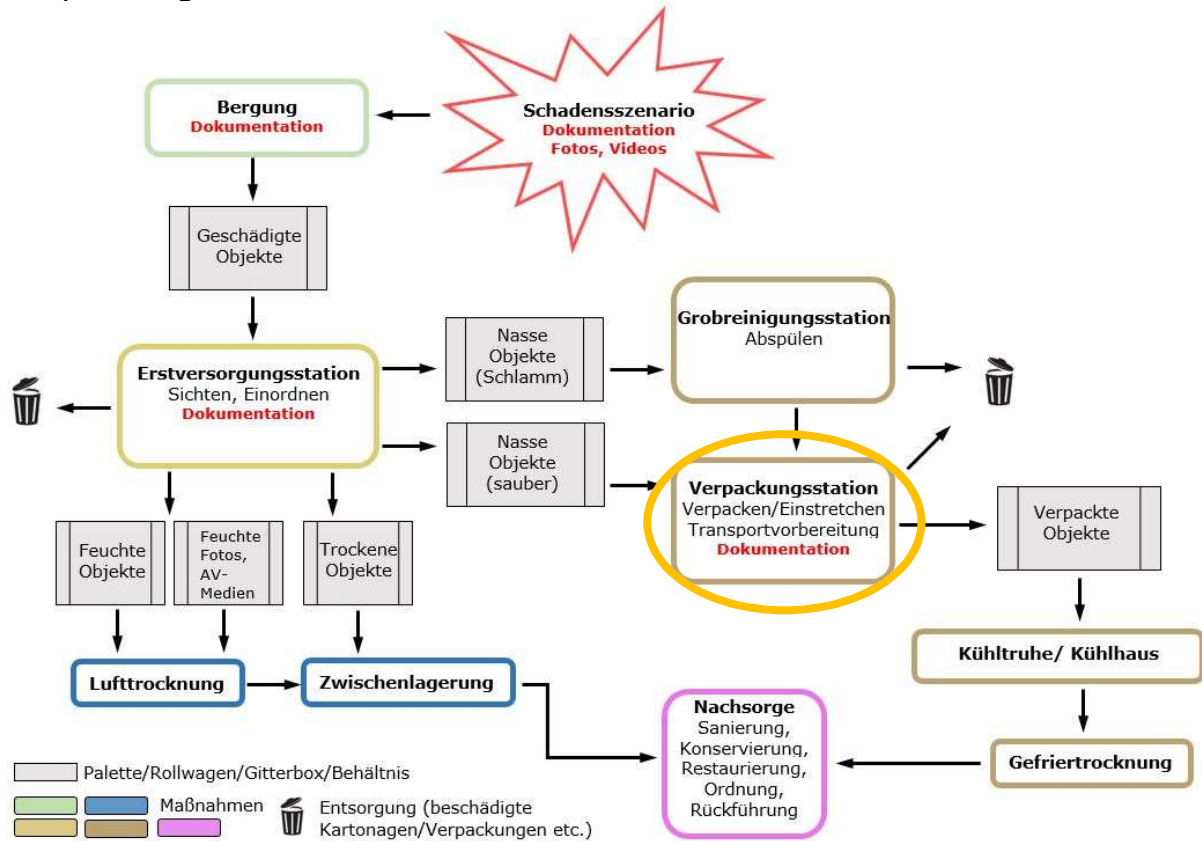 Bergung
Dokumentation
Schadensszenario
Dokumentation
Fotos, Videos
Geschädigte
Objekte
Erstversorgungsstation
Sichten, Einordnen
Dokumentation
Nasse
Objekte
(Schlamm)
Grobreinigungsstation
Abspülen
Nasse
Objekte
(sauber)
Verpackungsstation
Verpacken/Einstretchen
Transportvorbereitung
Dokumentation
Verpackte
Objekte
Feuchte
Objekte
Feuchte
Fotos,
AV-
Medien
Trockene
Objekte
Lufttrocknung
Zwischenlagerung
Kühltruhe/ Kühlhaus
Gefriertrocknung
Nachsorge
Sanierung,
Konservierung,
Restaurierung,
Ordnung,
Rückführung
Palette/Rollwagen/Gitterbox/Behältnis
Maßnahmen
Entsorgung (beschädigte
Kartonagen/Verpackungen etc.)